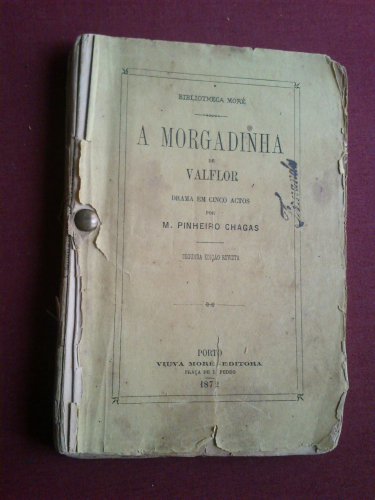 BIBLIOTHECA MORÉ
A MORGADINHA
DE
VALFLOR
DRAMA EM CINCO ACTOS
POR
M. PINHEIRO CHAGAS
EDIÇÃO REVISTA
PORTO
VIUVA MORÉ-EDITORA
PRAÇA DE D. PEDRO
1872